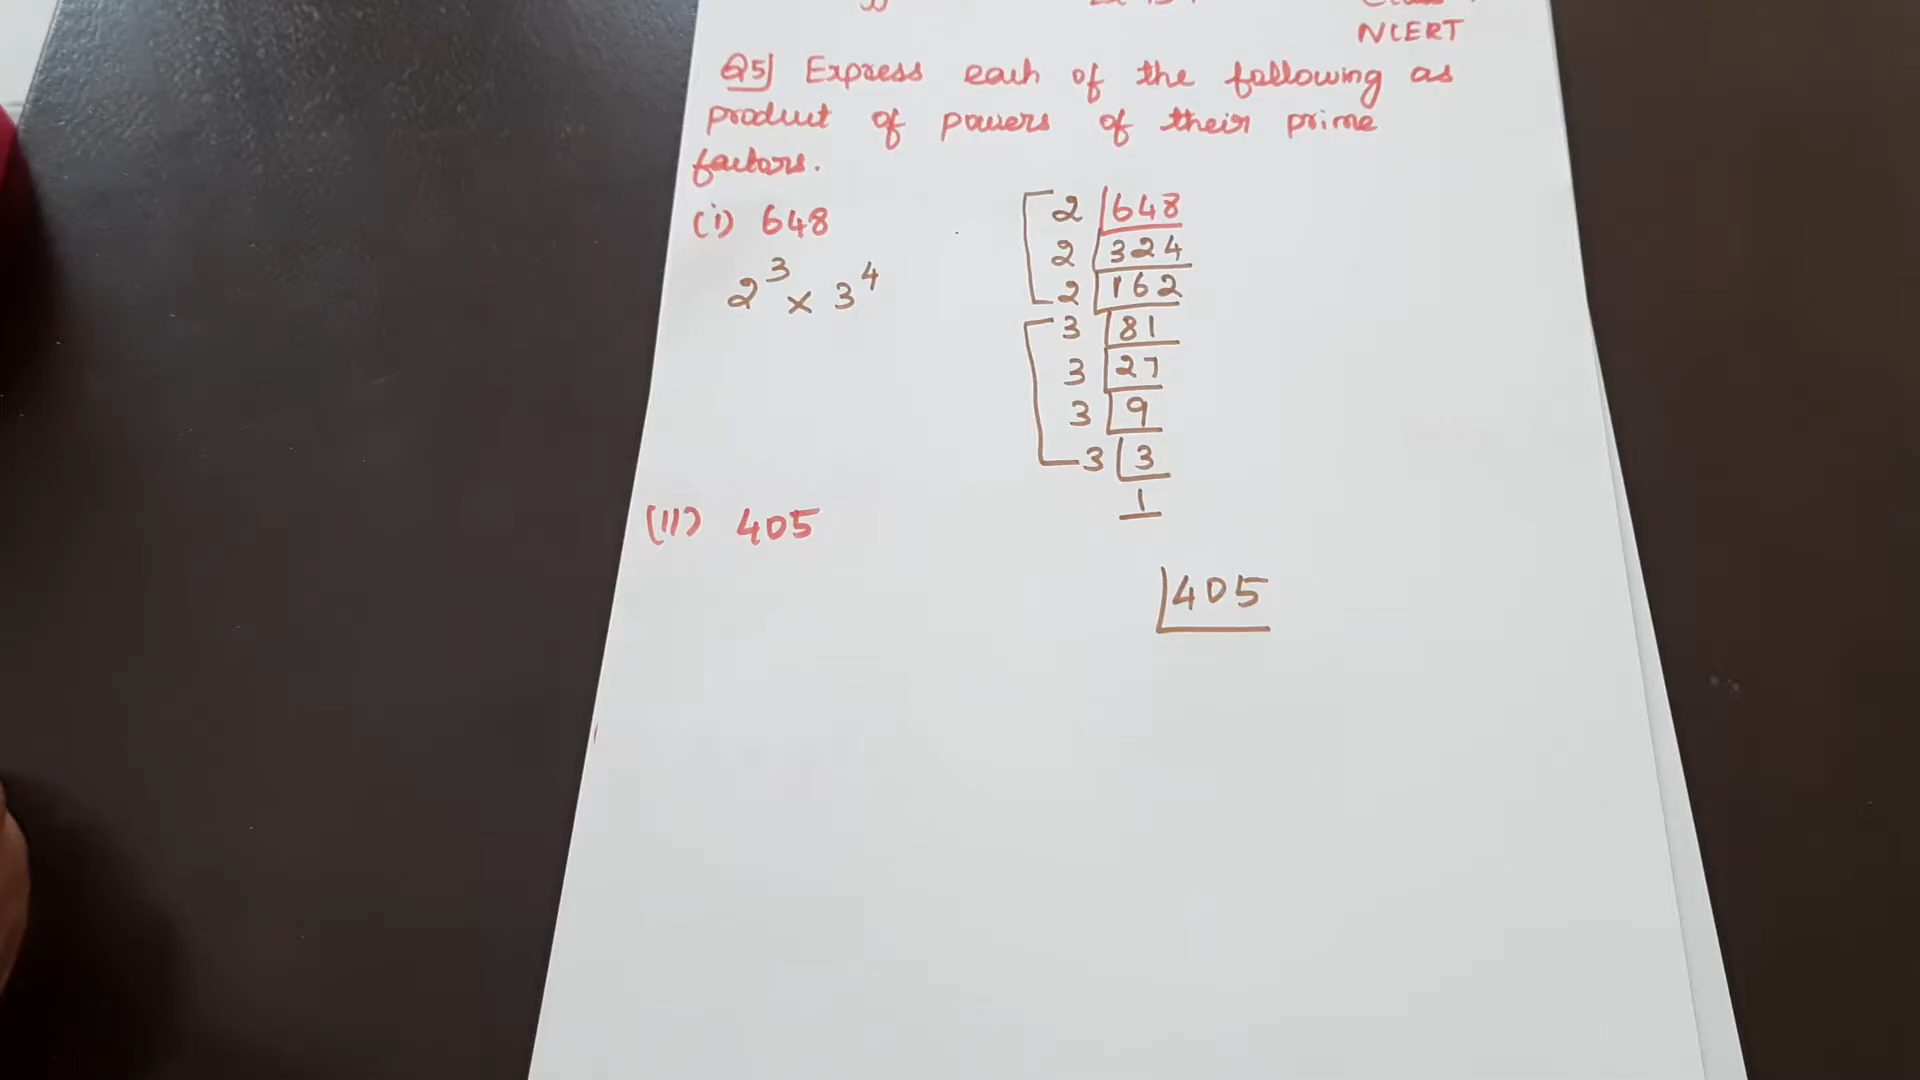 NCERT
Q5) Express each of the following as
product of powers of their prime
factors.
(i) 648
2³ x 3⁴
2 648
2 324
2 162
3 81
3 27
3 9
3 3
1
(ii) 405
405